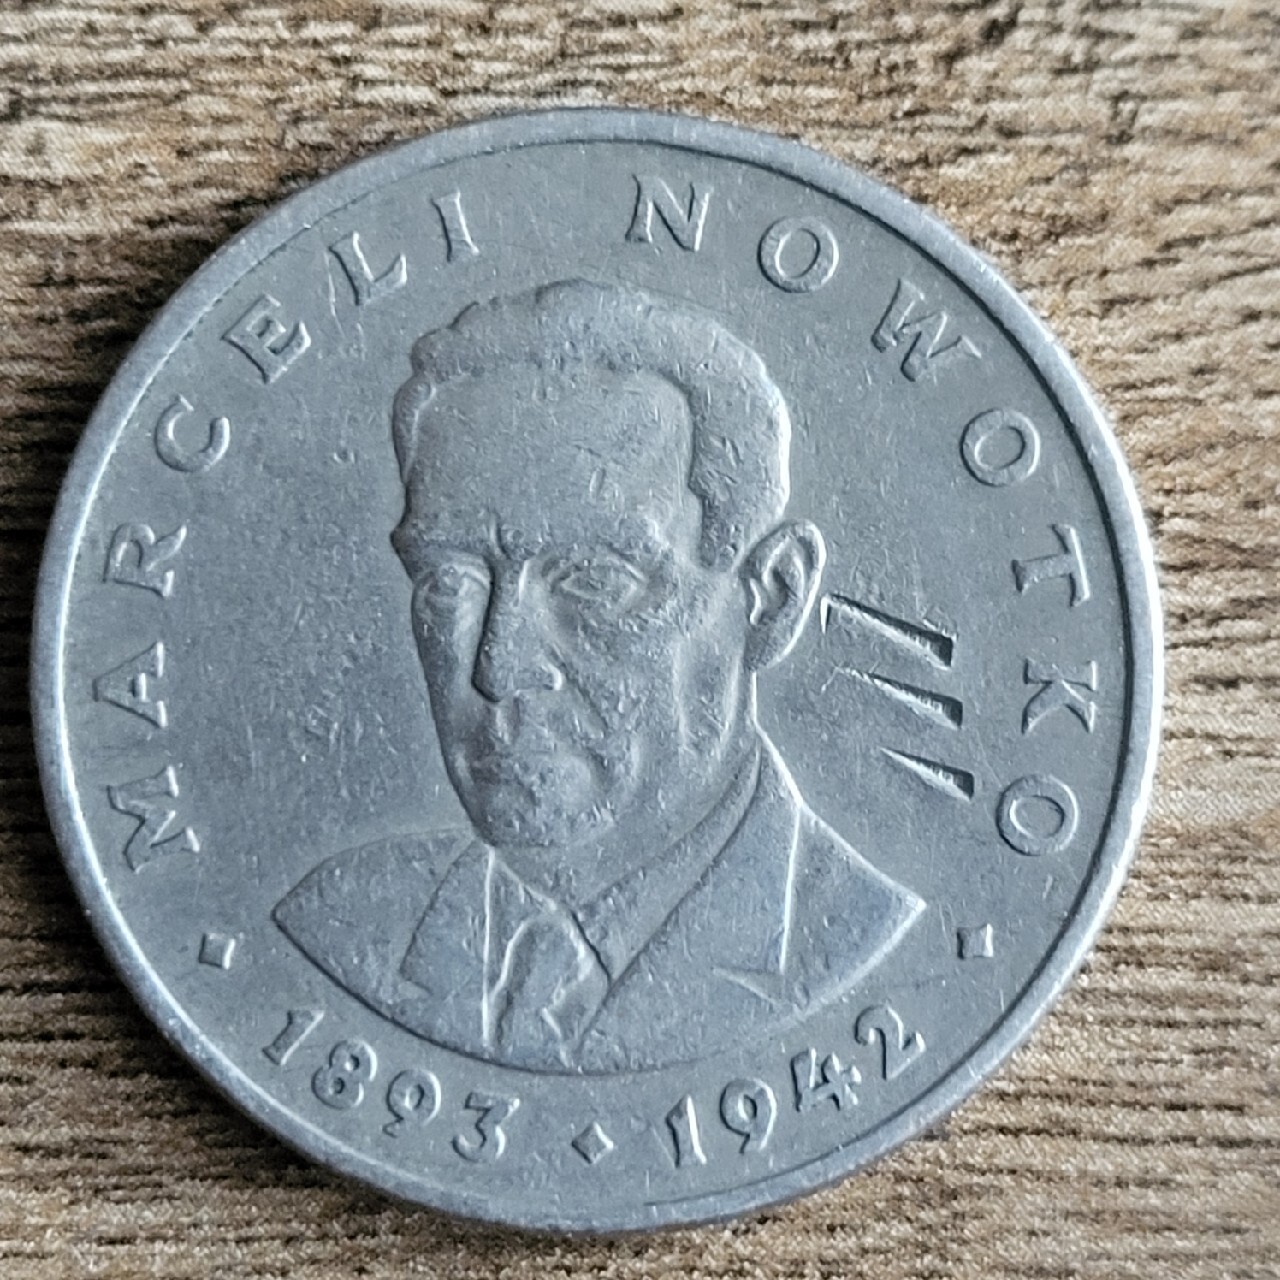 MARCELI NOWOTKO
1893 · 1942